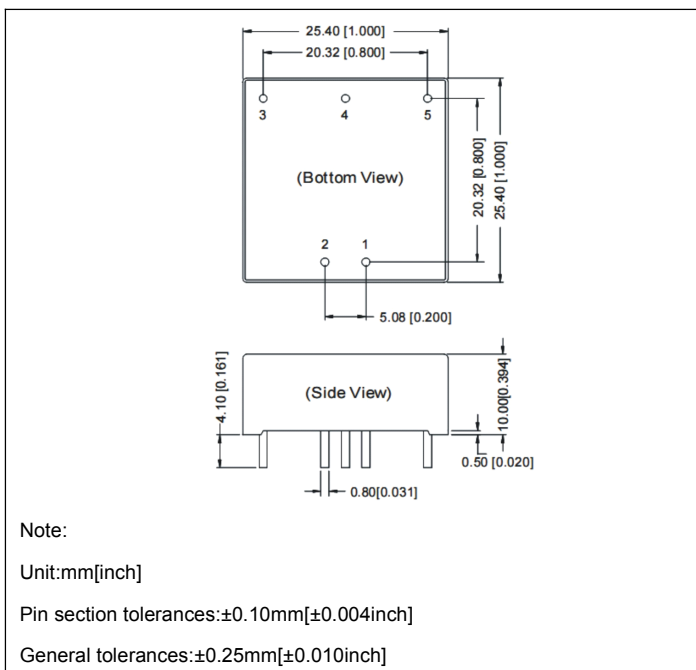 25.40 [1.000]
20.32 [0.800]
3 4 5
(Bottom View)
20.32 [0.800]
25.40 [1.000]
2 1
5.08 [0.200]
4.10 [0.161]
(Side View)
10.00[0.394]
0.50 [0.020]
0.80[0.031]
Note:
Unit:mm[inch]
Pin section tolerances:±0.10mm[±0.004inch]
General tolerances:±0.25mm[±0.010inch]